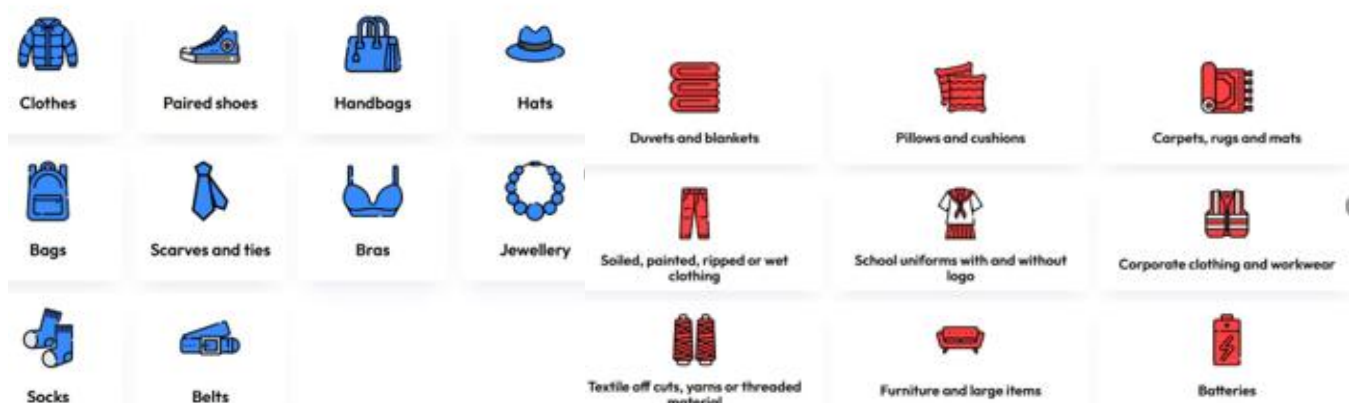 Clothes
Paired shoes
Handbags
Hats
Bags
Scarves and ties
Bras
Jewellery
Socks
Belts
Duvets and blankets
Pillows and cushions
Carpets, rugs and mats
Soiled, painted, ripped or wet
clothing
School uniforms with and without
logo
Corporate clothing and workwear
Textile off cuts, yarns or threaded
material
Furniture and large items
Batteries